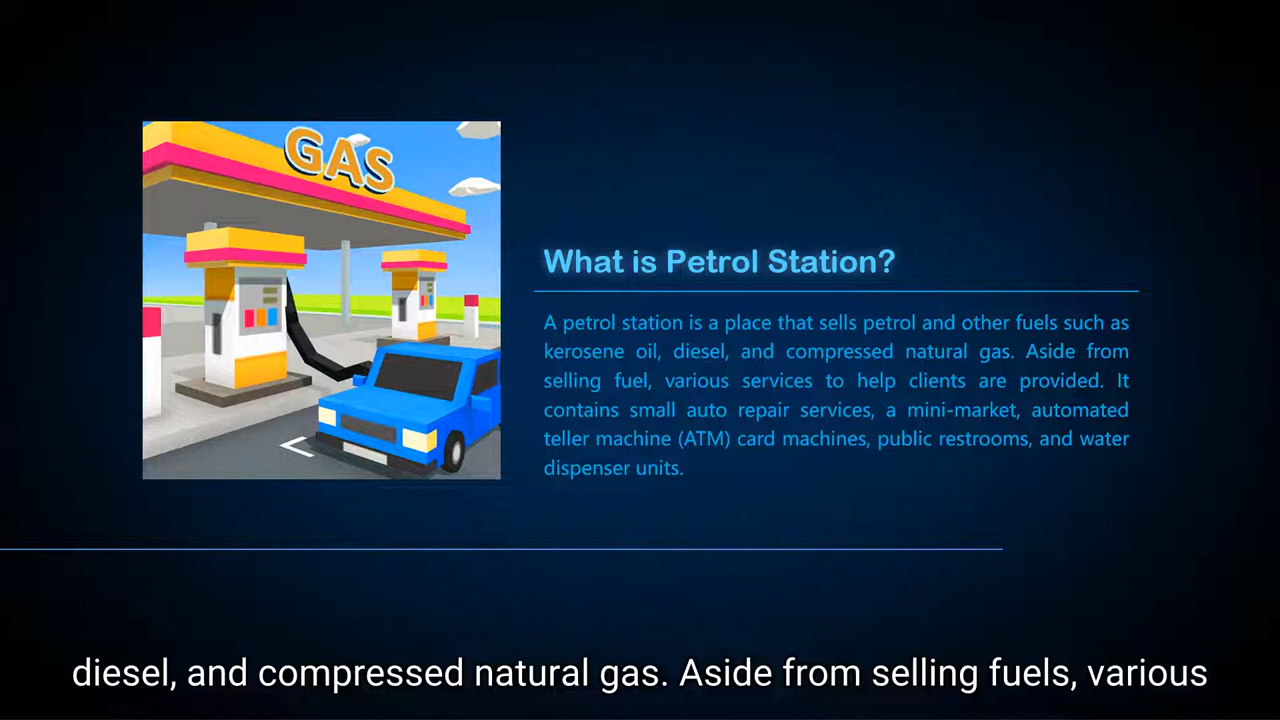 GAS
What is Petrol Station?
A petrol station is a place that sells petrol and other fuels such as
kerosene oil, diesel, and compressed natural gas. Aside from
selling fuel, various services to help clients are provided. It
contains small auto repair services, a mini-market, automated
teller machine (ATM) card machines, public restrooms, and water
dispenser units.
diesel, and compressed natural gas. Aside from selling fuels, various